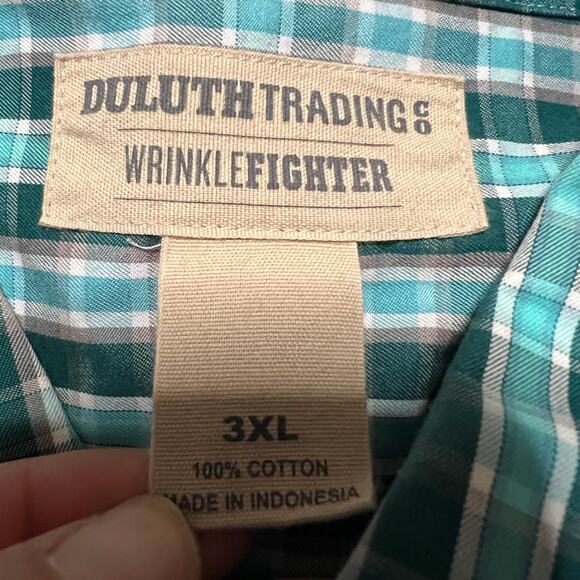 DULUTH TRADING CO
WRINKLEFIGHTER
3XL
100% COTTON
MADE IN INDONESIA